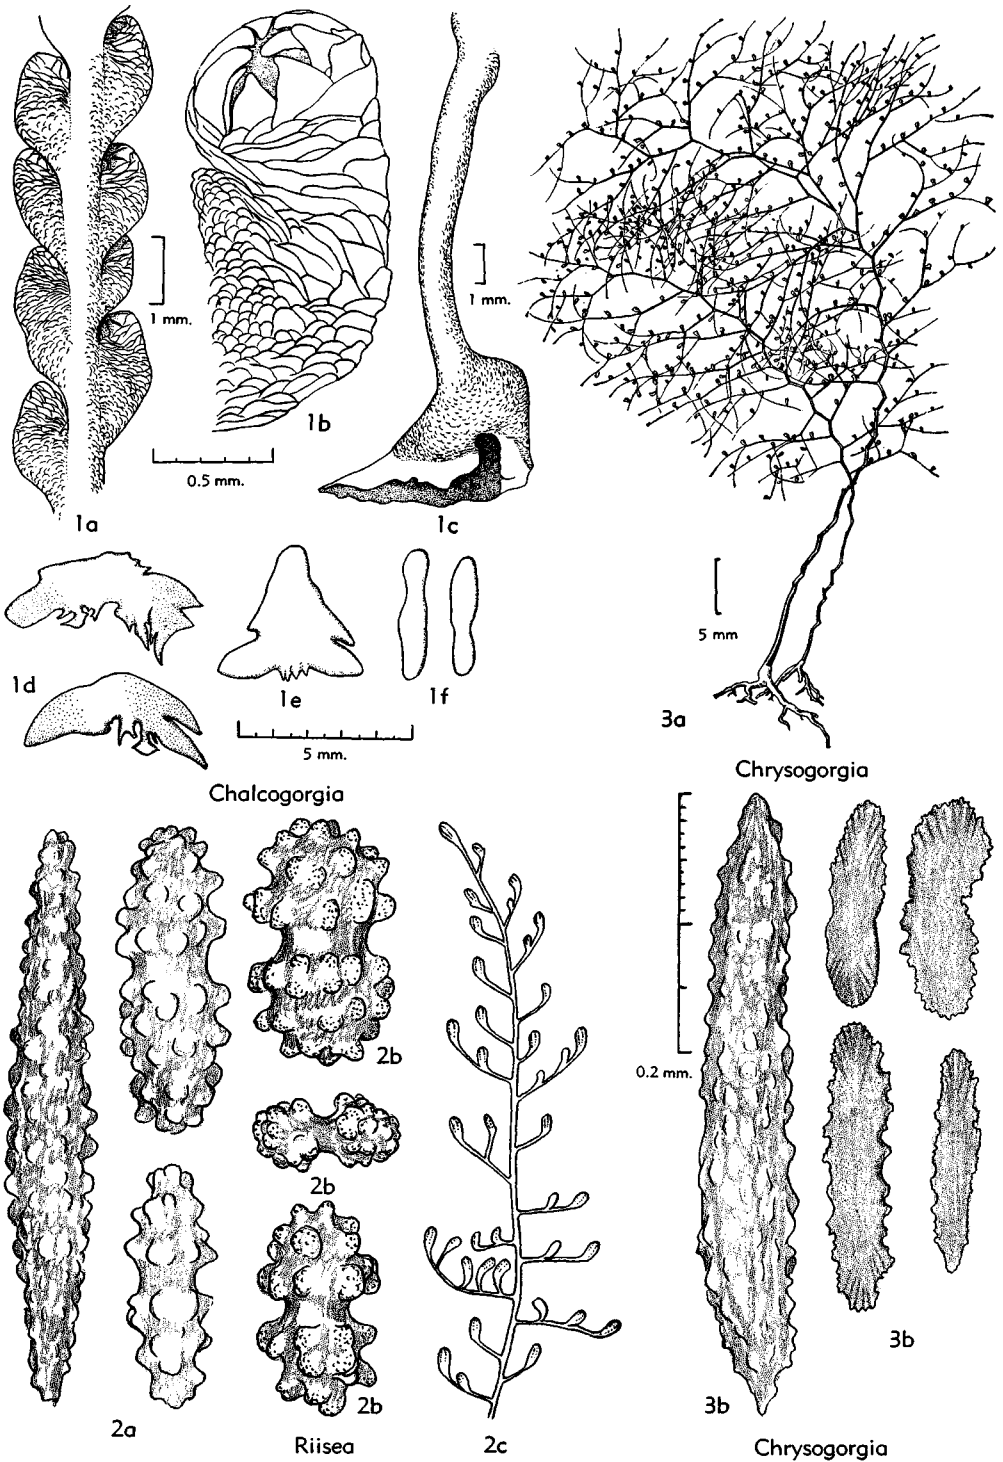 1 mm.
1b
1 mm.
0.5 mm.
1a
1c
1d
1e
1f
5 mm
3a
5 mm.
Chalcogorgia
Chrysogorgia
2b
0.2 mm.
2b
3b
2b
3b
2a
Riisea
2c
Chrysogorgia